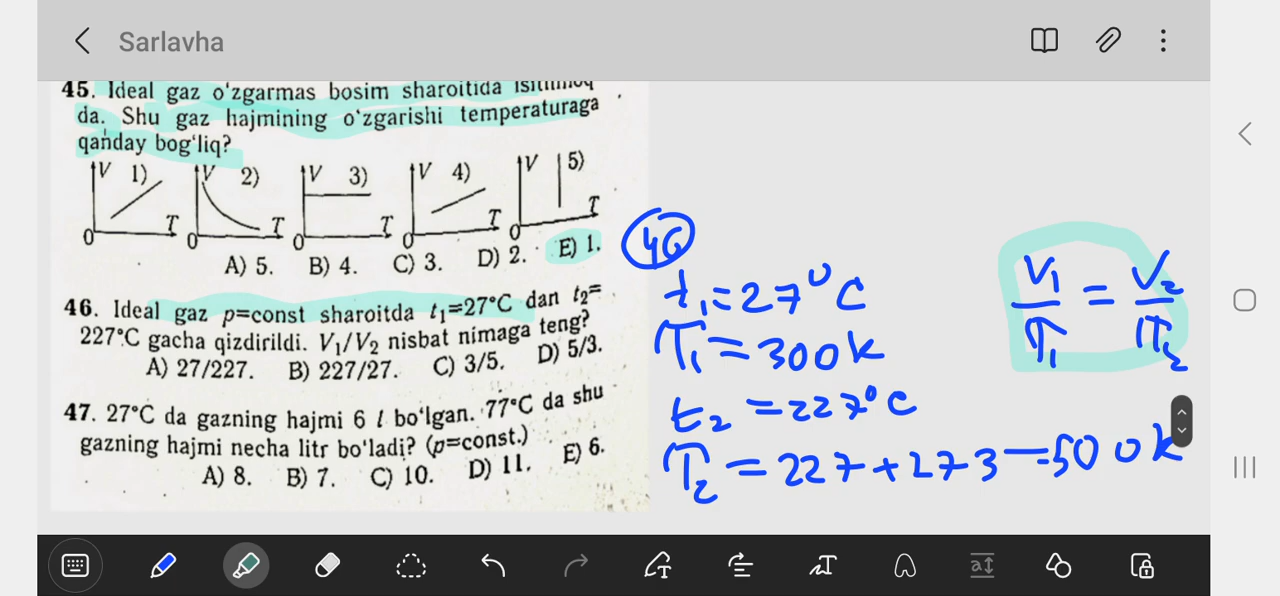 Sarlavha
45. Ideal gaz o'zgarmas bosim sharoitida isitilmoq
da. Shu gaz hajmining o'zgarishi temperaturaga
qanday bog'liq?
V 1) V 2) V 3) V 4) V 5)
0 T 0 T 0 T 0 T 0 T
A) 5. B) 4. C) 3. D) 2. E) 1.
46. Ideal gaz p=const sharoitda t₁=27°C dan t₂=
227°C gacha qizdirildi. V₁/V₂ nisbat nimaga teng?
A) 27/227. B) 227/27. C) 3/5. D) 5/3.
47. 27°C da gazning hajmi 6 l bo'lgan. 77°C da shu
gazning hajmi necha litr bo'ladi? (p=const.)
A) 8. B) 7. C) 10. D) 11. E) 6.
46
t₁=27°C
T₁=300k
t₂=227°C
T₂=227+273=500k
V₁/T₁ = V₂/T₂